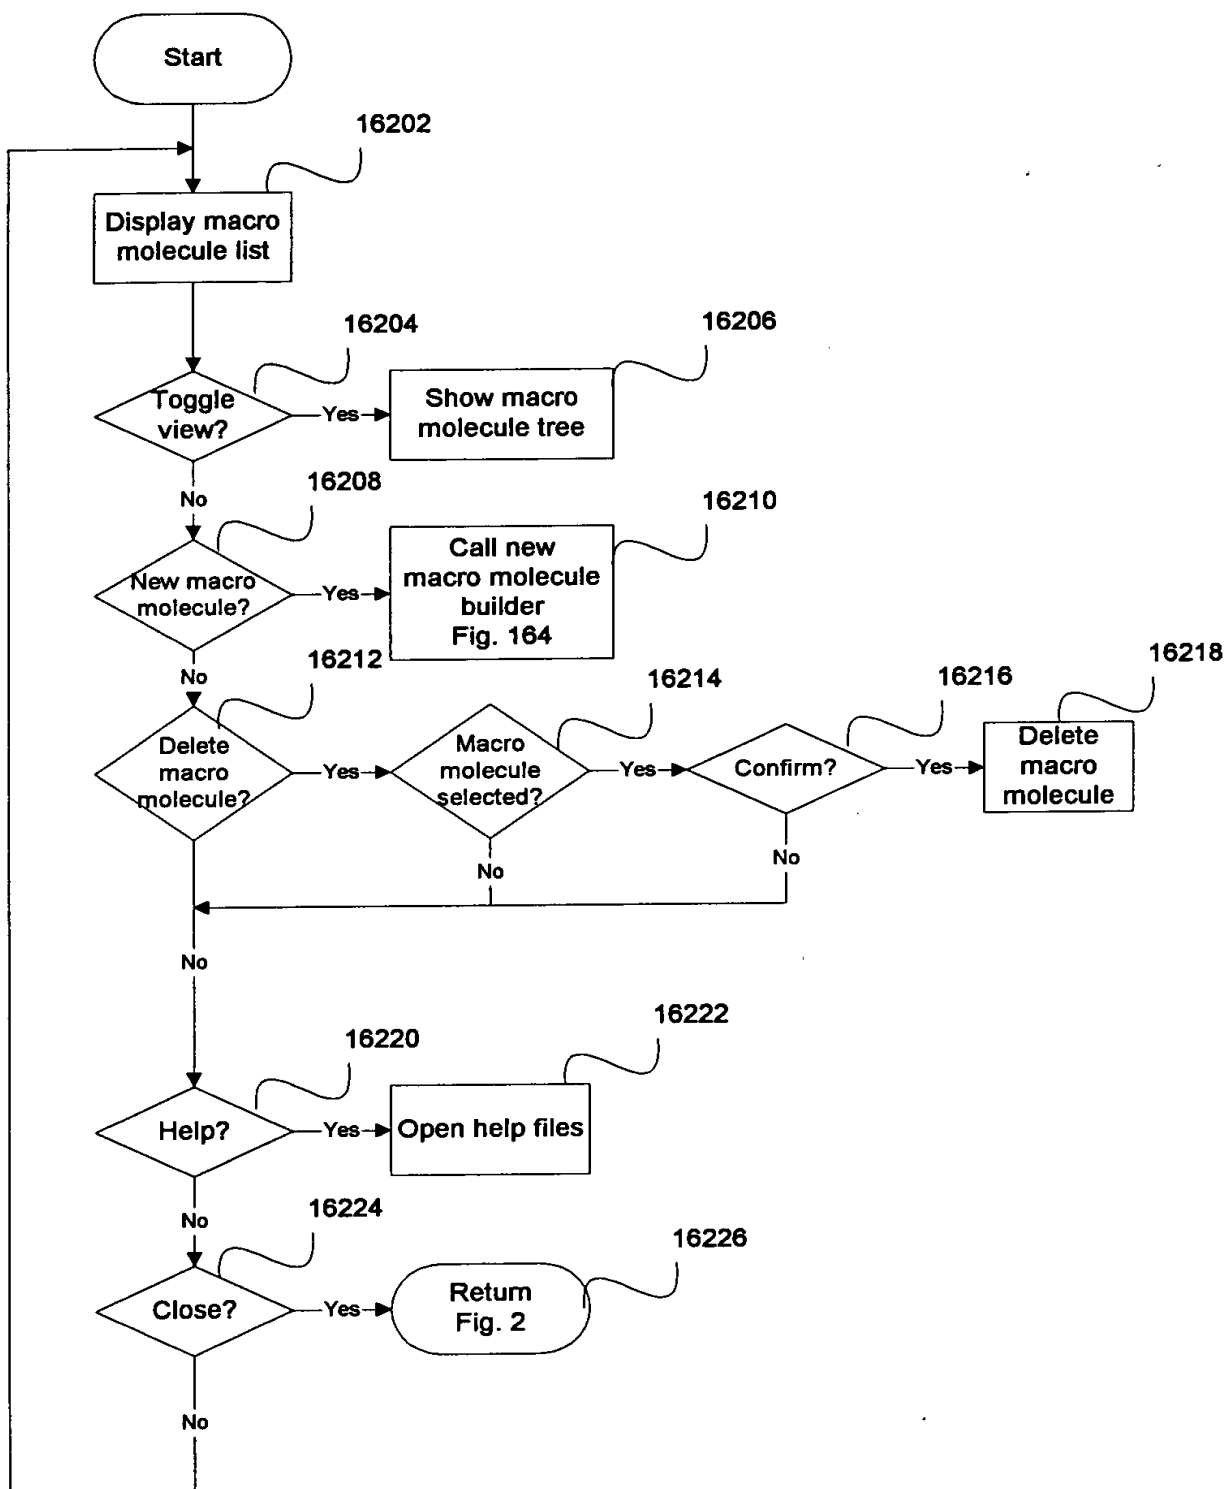 Start
16202
Display macro
molecule list
16204
16206
Toggle
view?
Yes
Show macro
molecule tree
No
16208
16210
New macro
molecule?
Yes
Call new
macro molecule
builder
Fig. 164
No
16212
16214
16216
16218
Delete
macro
molecule?
Yes
Macro
molecule
selected?
Yes
Confirm?
Yes
Delete
macro
molecule
No
No
No
16220
16222
Help?
Yes
Open help files
No
16224
16226
Close?
Yes
Return
Fig. 2
No